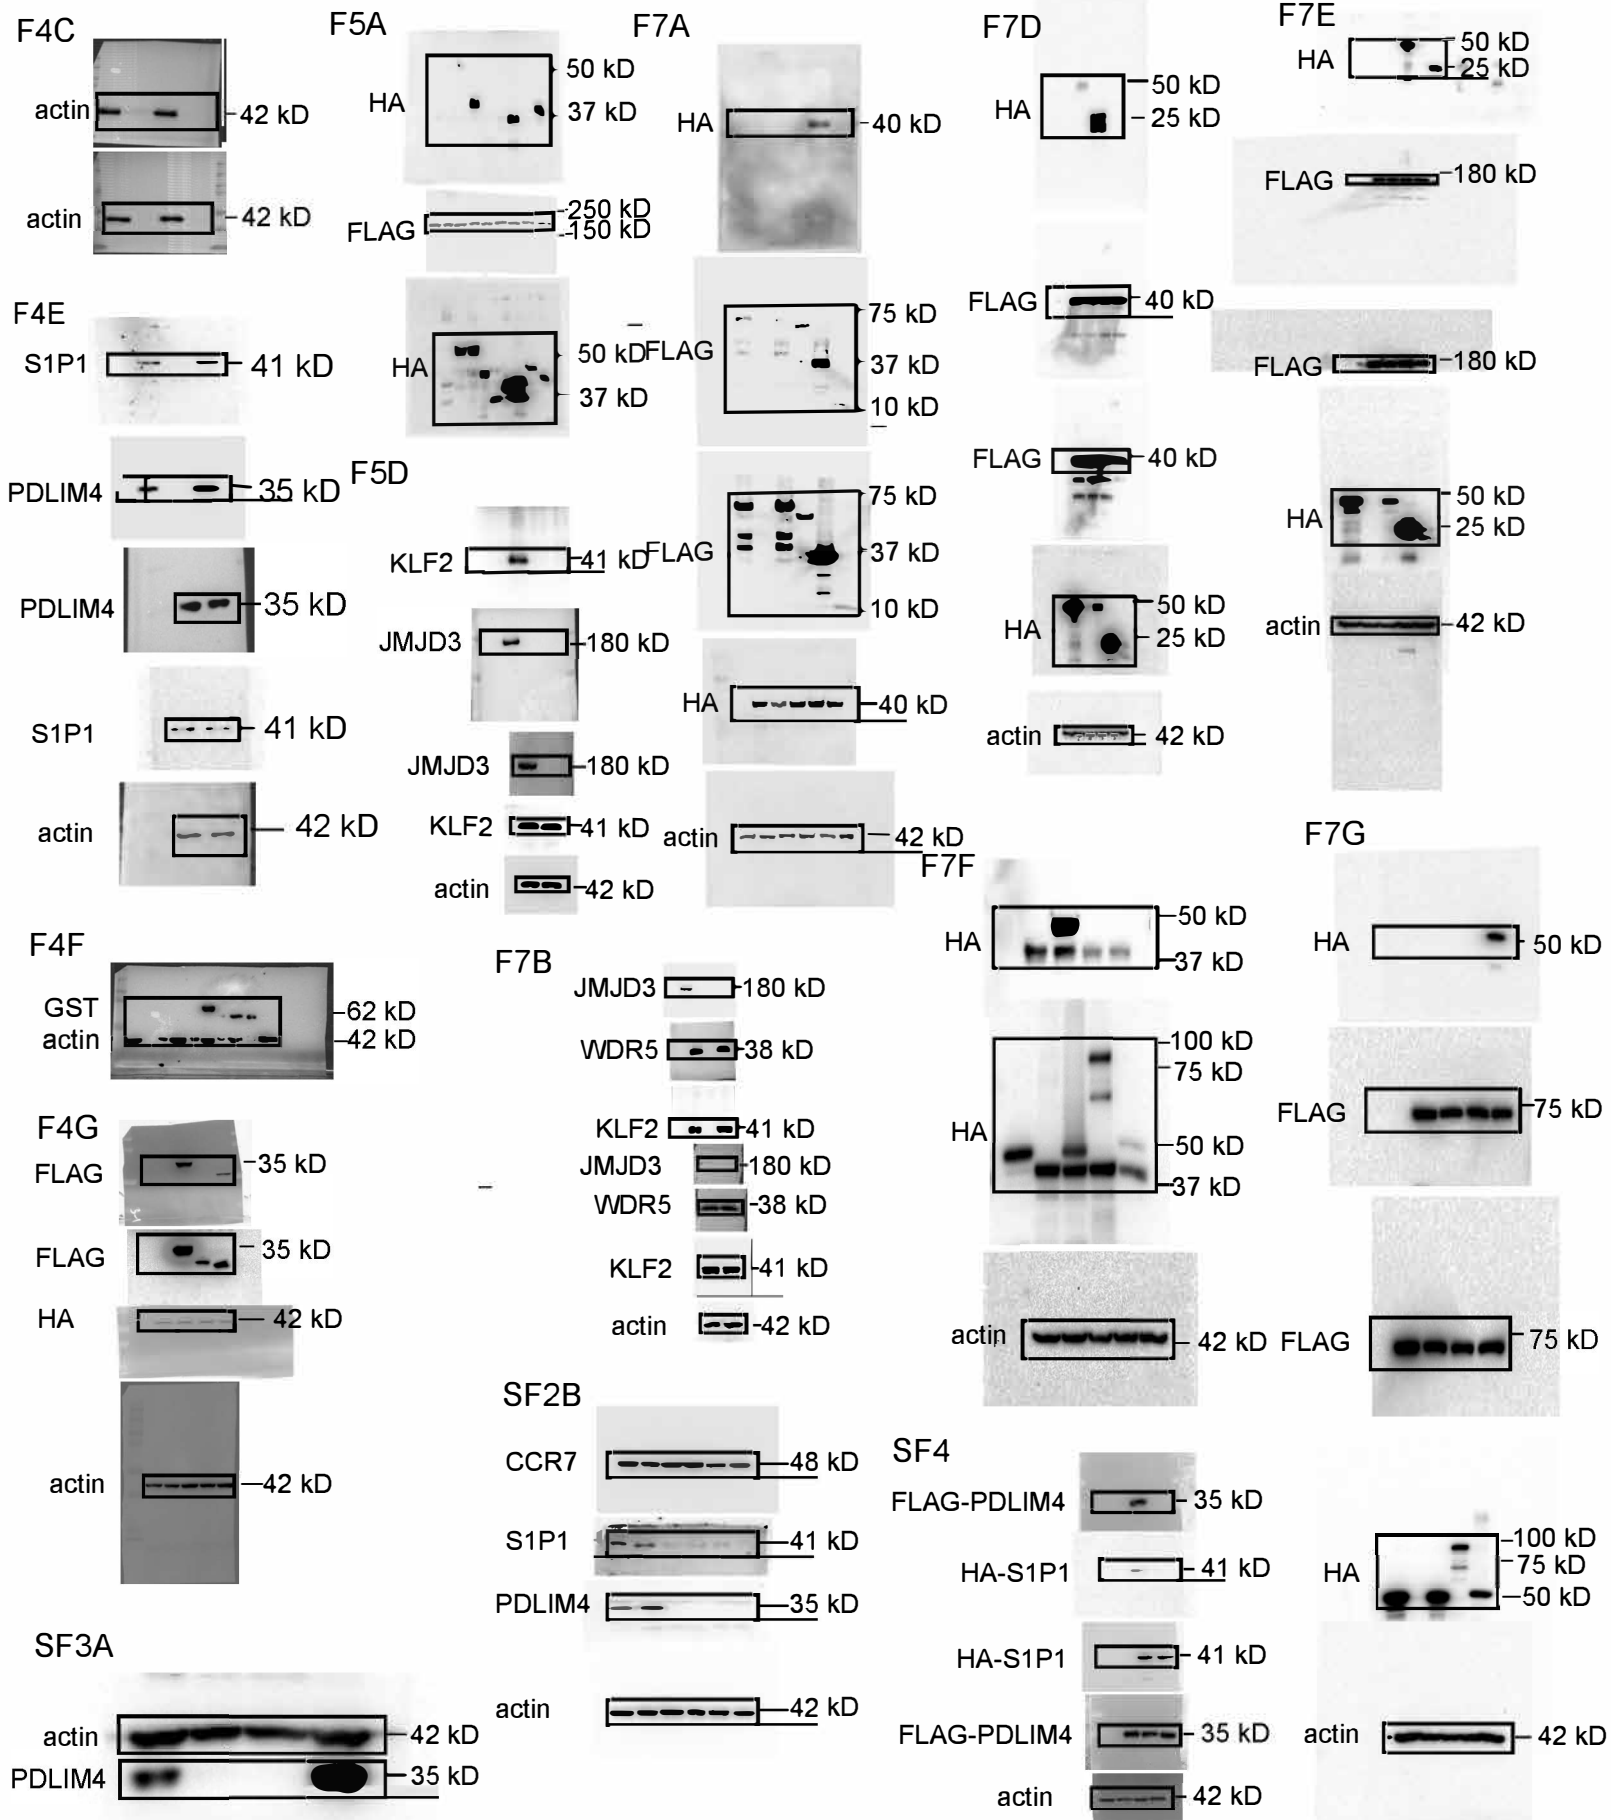 F4C
actin
42 kD
actin
42 kD
F4E
S1P1
41 kD
PDLIM4
35 kD
PDLIM4
35 kD
S1P1
41 kD
actin
42 kD
F4F
GST
62 kD
actin
42 kD
F4G
FLAG
35 kD
FLAG
35 kD
HA
42 kD
actin
42 kD
SF3A
actin
42 kD
PDLIM4
35 kD
F5A
HA
50 kD
37 kD
FLAG
250 kD
150 kD
HA
50 kD
37 kD
F5D
KLF2
41 kD
JMJD3
180 kD
JMJD3
180 kD
KLF2
41 kD
actin
42 kD
F7A
HA
40 kD
FLAG
75 kD
37 kD
10 kD
FLAG
75 kD
37 kD
10 kD
HA
40 kD
actin
42 kD
F7B
JMJD3
180 kD
WDR5
38 kD
KLF2
41 kD
JMJD3
180 kD
WDR5
38 kD
KLF2
41 kD
actin
42 kD
SF2B
CCR7
48 kD
S1P1
41 kD
PDLIM4
35 kD
actin
42 kD
F7D
HA
50 kD
25 kD
FLAG
40 kD
FLAG
40 kD
HA
50 kD
25 kD
actin
42 kD
F7E
HA
50 kD
25 kD
FLAG
180 kD
FLAG
180 kD
HA
50 kD
25 kD
actin
42 kD
F7F
HA
50 kD
37 kD
HA
100 kD
75 kD
50 kD
37 kD
actin
42 kD
F7G
HA
50 kD
FLAG
75 kD
FLAG
75 kD
SF4
FLAG-PDLIM4
35 kD
HA-S1P1
41 kD
HA-S1P1
41 kD
FLAG-PDLIM4
35 kD
actin
42 kD
HA
100 kD
75 kD
50 kD
actin
42 kD